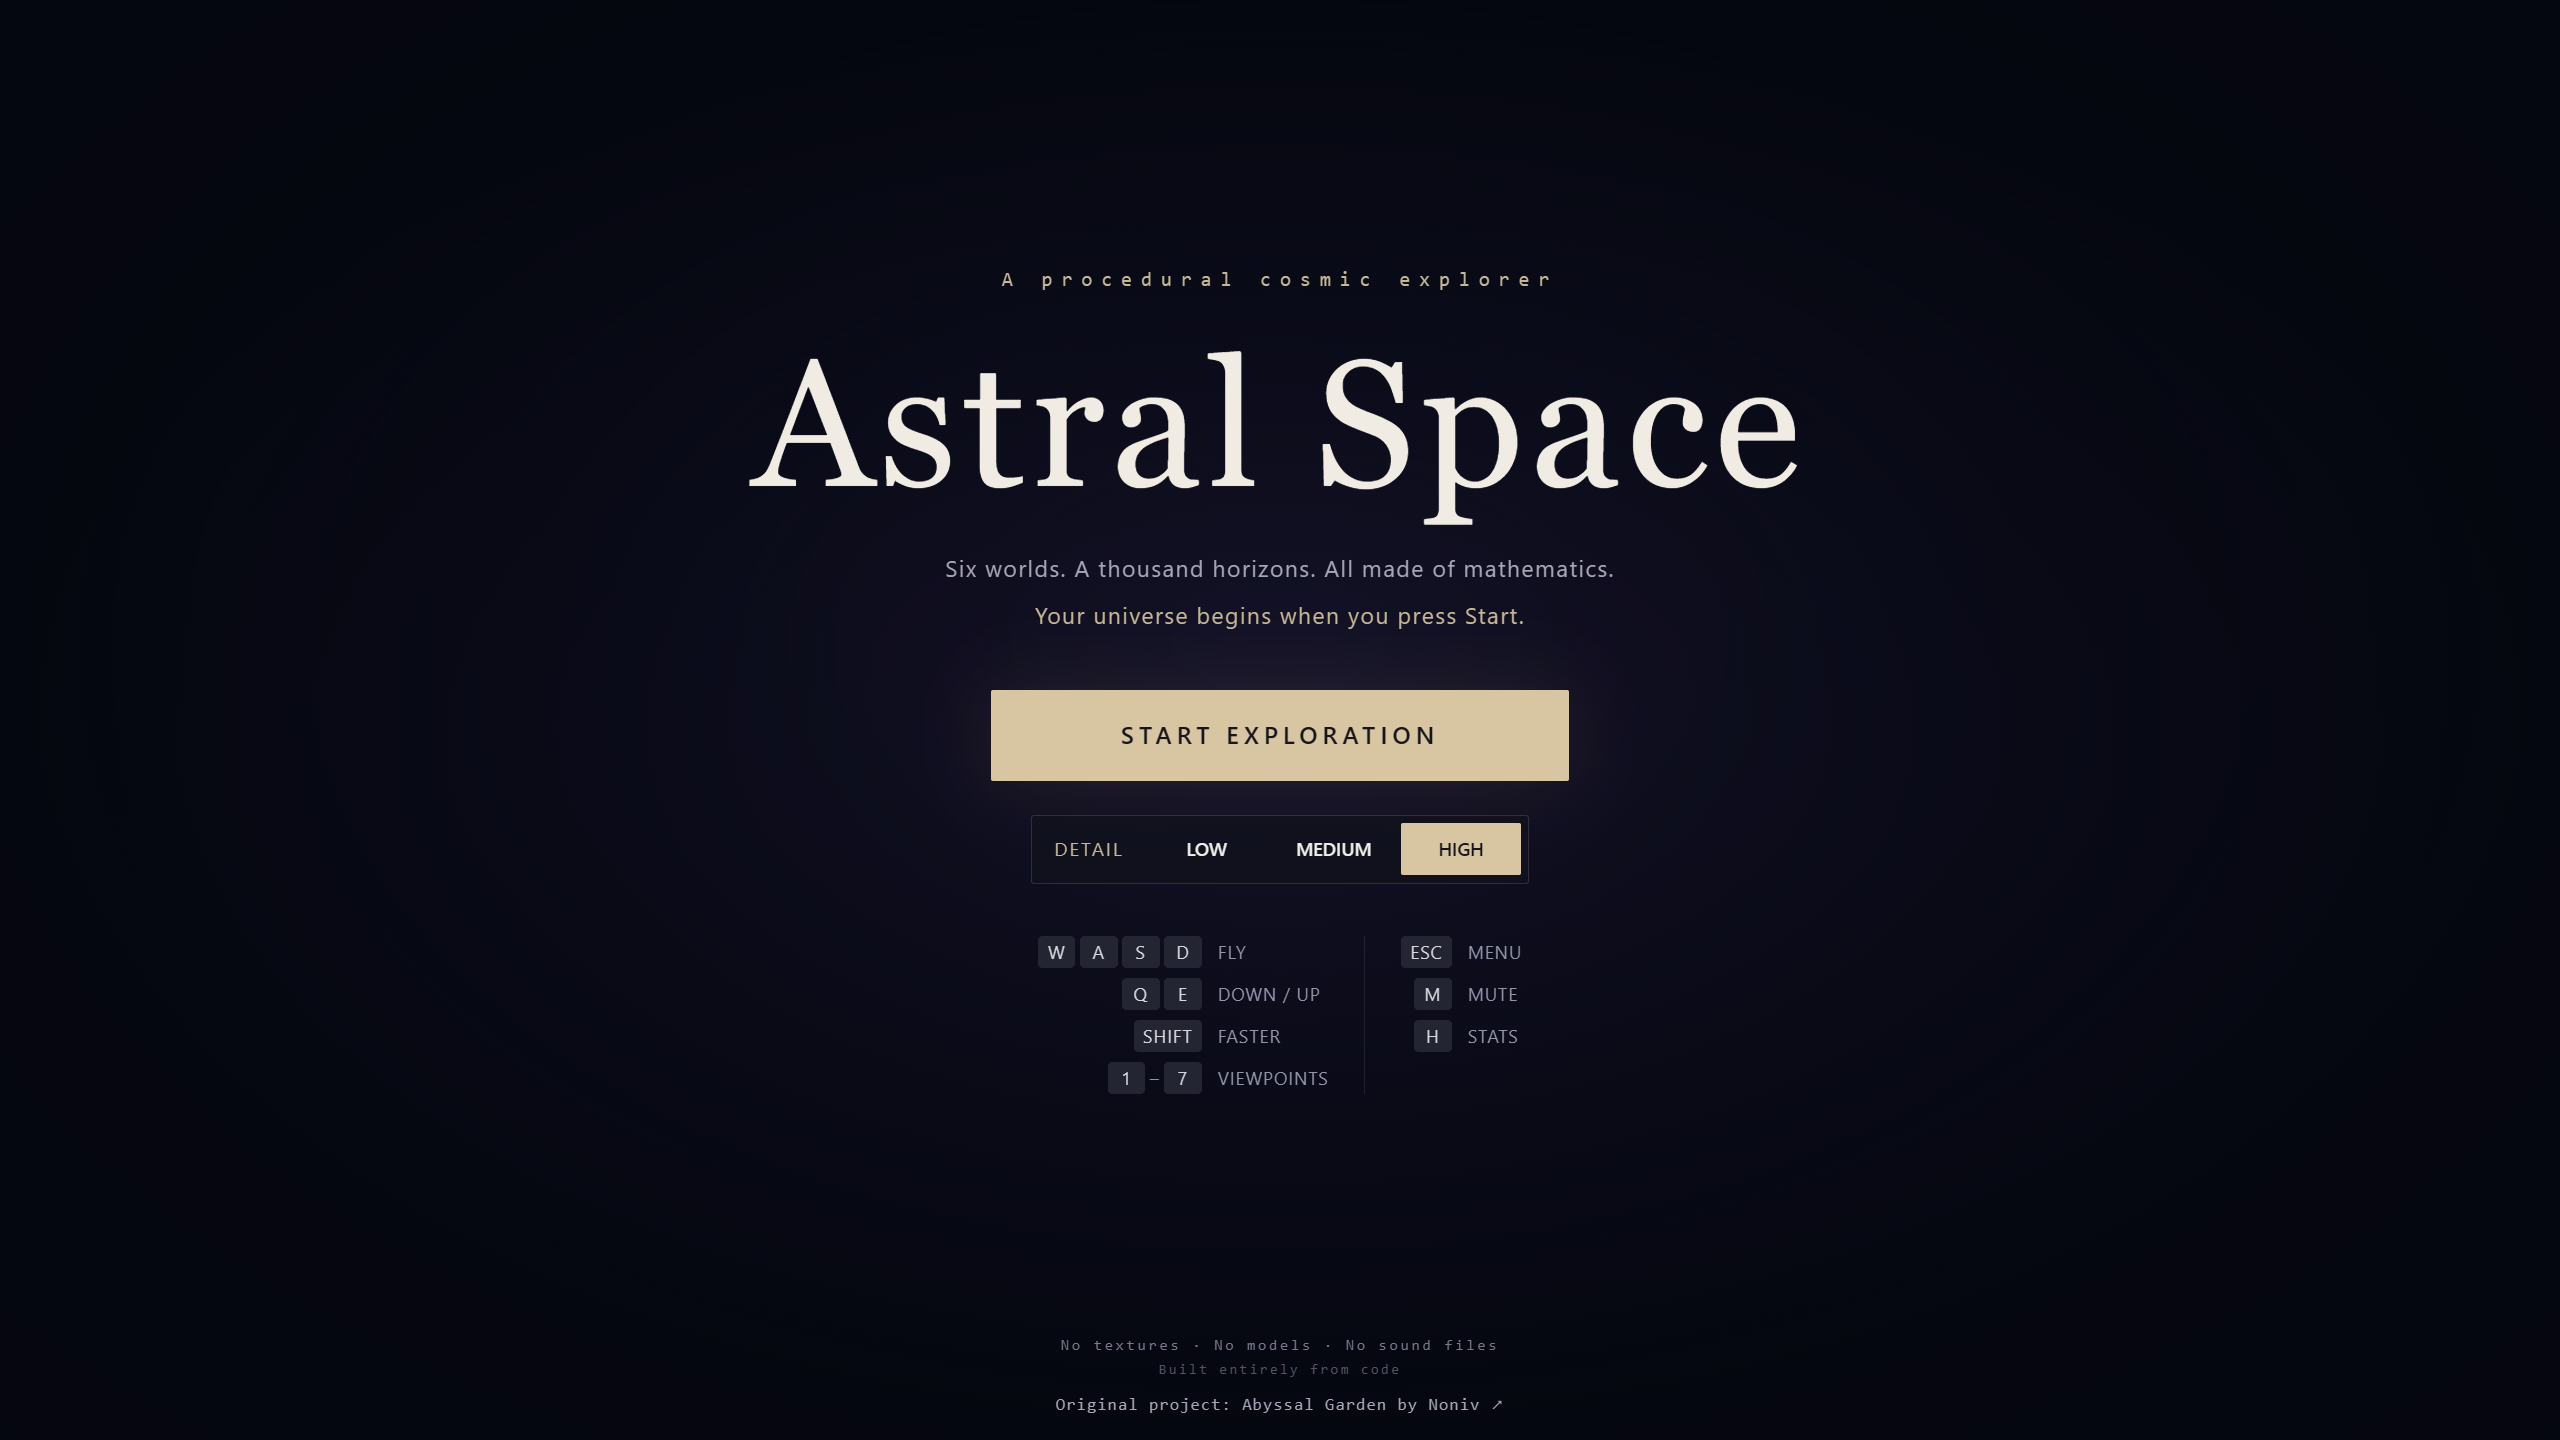 A procedural cosmic explorer
Astral Space
Six worlds. A thousand horizons. All made of mathematics.
Your universe begins when you press Start.
START EXPLORATION
DETAIL LOW MEDIUM HIGH
W A S D FLY ESC MENU
Q E DOWN / UP M MUTE
SHIFT FASTER H STATS
1 – 7 VIEWPOINTS
No textures · No models · No sound files
Built entirely from code
Original project: Abyssal Garden by Noniv ↗